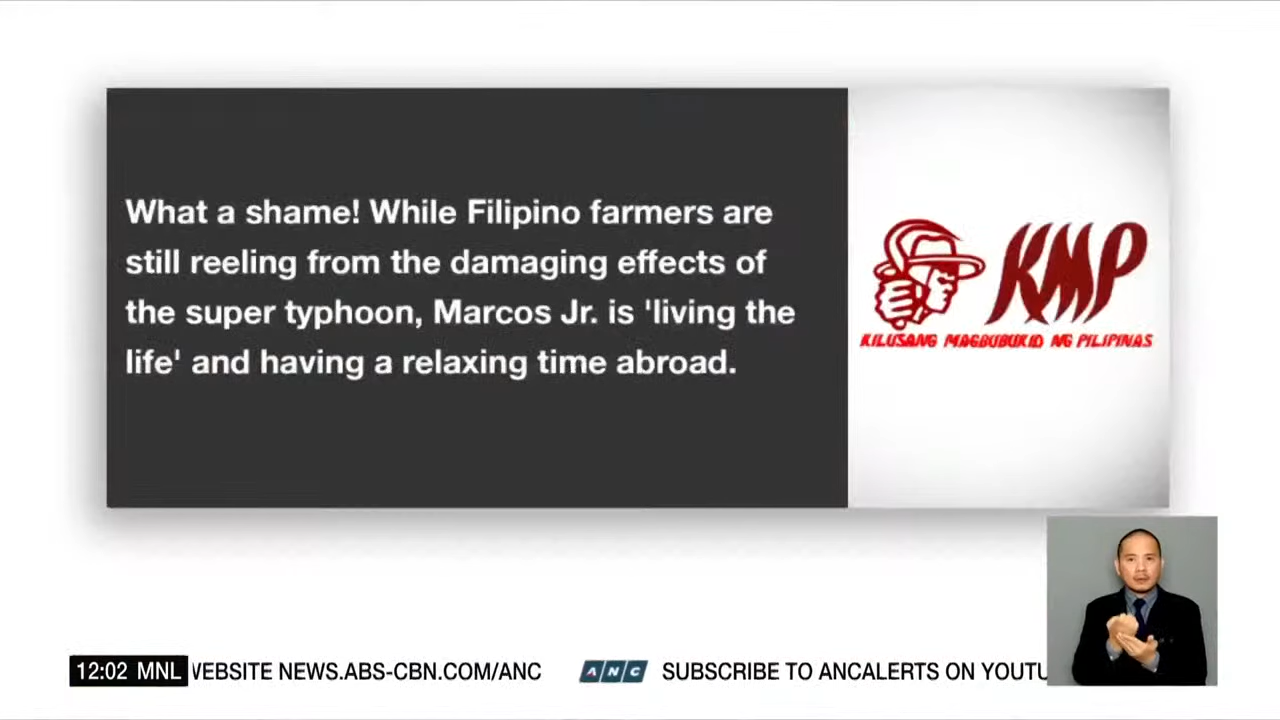 What a shame! While Filipino farmers are
still reeling from the damaging effects of
the super typhoon, Marcos Jr. is 'living the
life' and having a relaxing time abroad.
KMP
KILUSANG MAGBUBUKID NG PILIPINAS
12:02 MNL
WEBSITE NEWS.ABS-CBN.COM/ANC
ANC
SUBSCRIBE TO ANCALERTS ON YOUTU